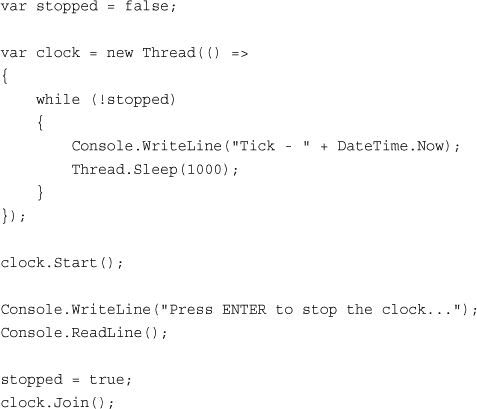 var stopped = false;

var clock = new Thread(() =>
{
    while (!stopped)
    {
        Console.WriteLine("Tick - " + DateTime.Now);
        Thread.Sleep(1000);
    }
});

clock.Start();

Console.WriteLine("Press ENTER to stop the clock...");
Console.ReadLine();

stopped = true;
clock.Join();